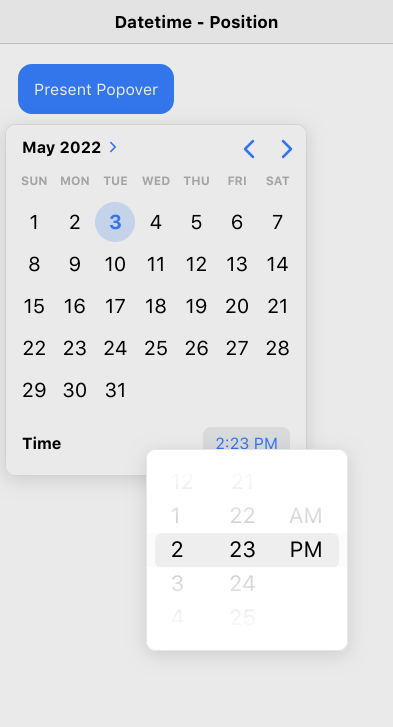 Datetime - Position
Present Popover
May 2022
SUN MON TUE WED THU FRI SAT
1 2 3 4 5 6 7
8 9 10 11 12 13 14
15 16 17 18 19 20 21
22 23 24 25 26 27 28
29 30 31
Time 2:23 PM
12 21
1 22 AM
2 23 PM
3 24
4 25